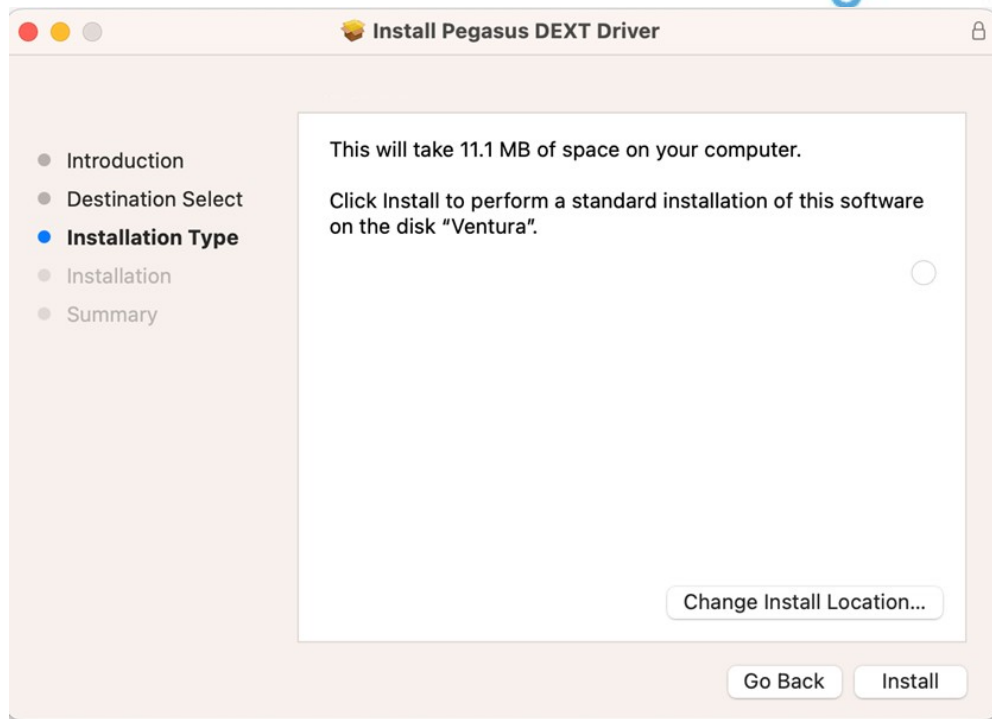 Install Pegasus DEXT Driver
Introduction
Destination Select
Installation Type
Installation
Summary
This will take 11.1 MB of space on your computer.
Click Install to perform a standard installation of this software
on the disk “Ventura”.
Change Install Location...
Go Back
Install